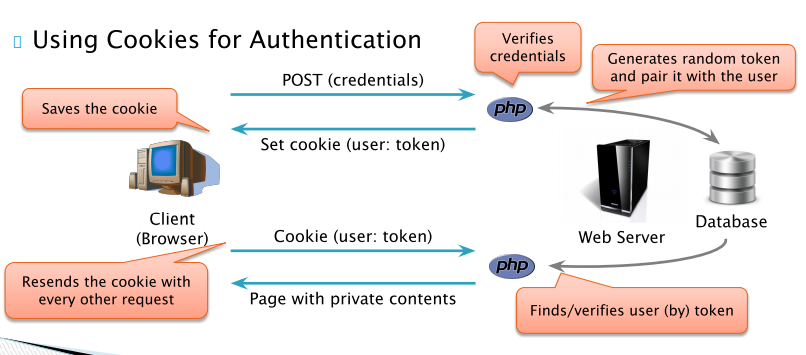 Using Cookies for Authentication
Verifies
credentials
Generates random token
and pair it with the user
POST (credentials)
Saves the cookie
php
Set cookie (user: token)
Client
(Browser)
Web Server
Database
Cookie (user: token)
php
Resends the cookie with
every other request
Page with private contents
Finds/verifies user (by) token